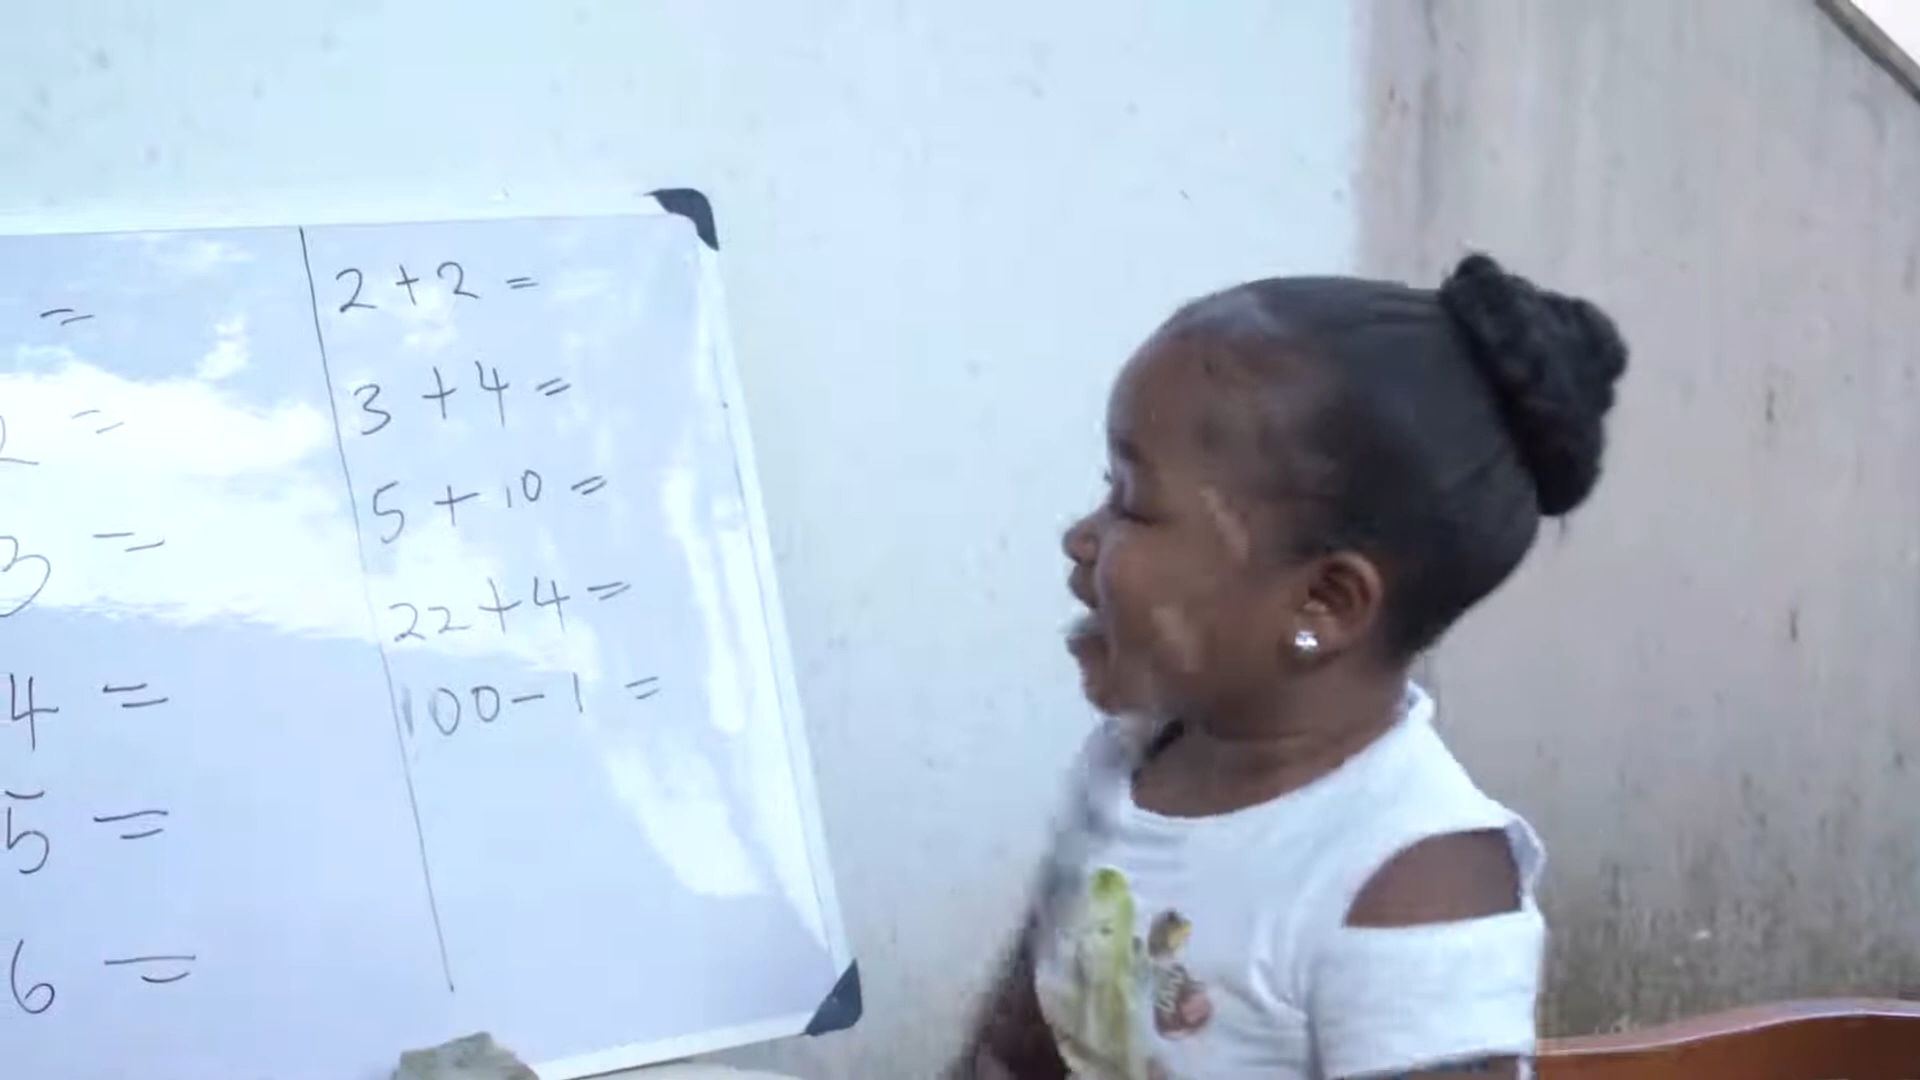 =
2 =
3 =
4 =
5 =
6 =
2 + 2 =
3 + 4 =
5 + 10 =
22 + 4 =
100 - 1 =